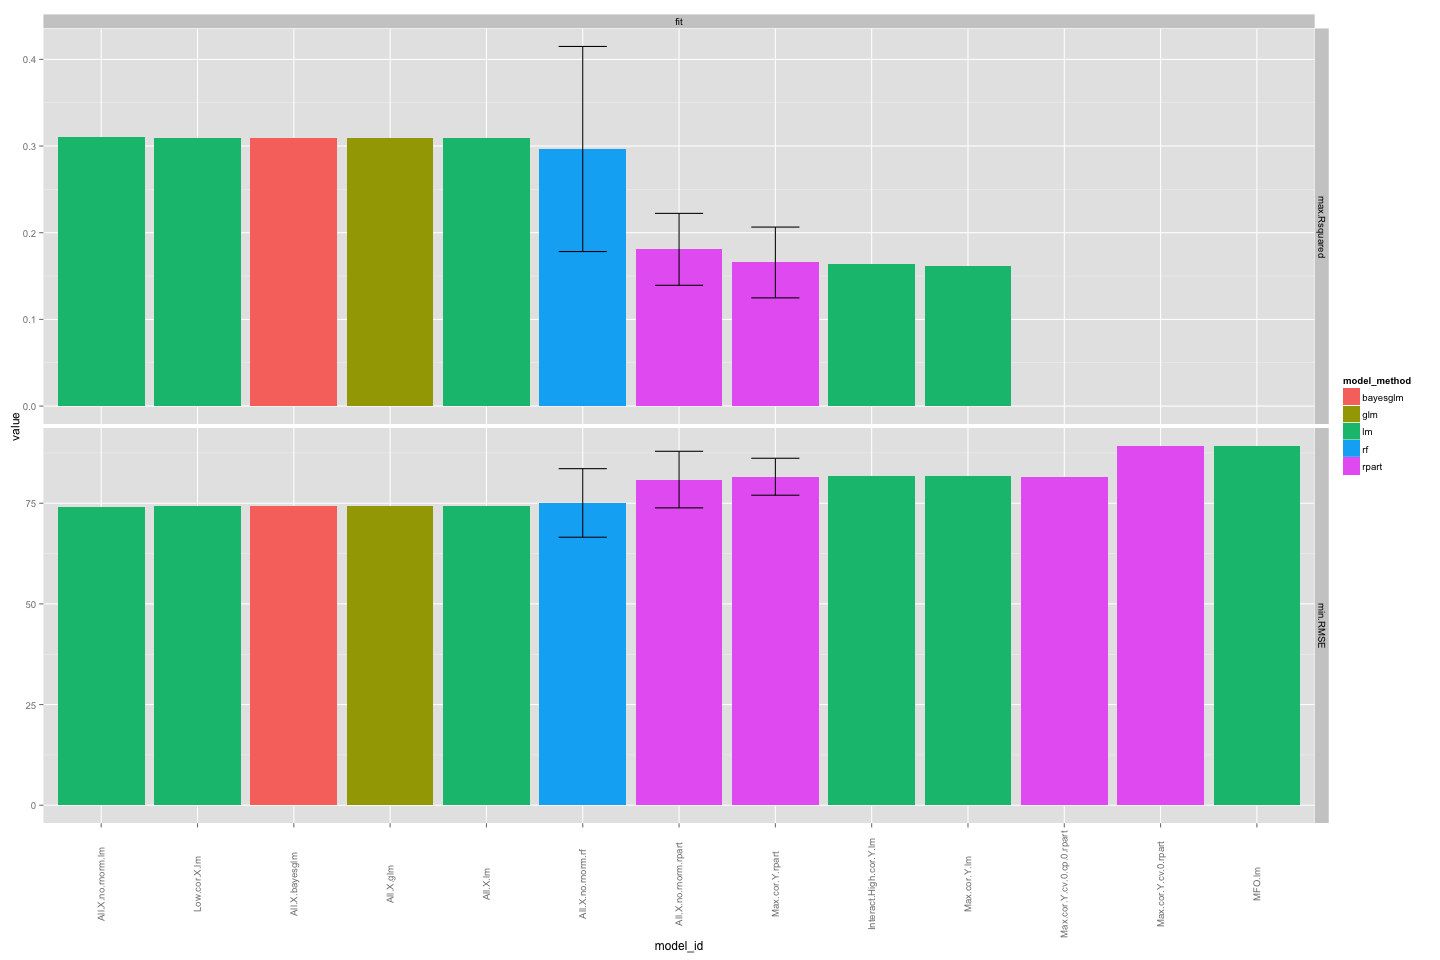 fit
value
0.4
0.3
0.2
0.1
0.0
max.Rsquared
75
50
25
0
min.RMSE
All.X.no.rnorm.lm
Low.cor.X.lm
All.X.bayesglm
All.X.glm
All.X.lm
All.X.no.rnorm.rf
All.X.no.rnorm.rpart
Max.cor.Y.rpart
Interact.High.cor.Y.lm
Max.cor.Y.lm
Max.cor.Y.cv.0.cp.0.rpart
Max.cor.Y.cv.0.rpart
MFO.lm
model_id
model_method
bayesglm
glm
lm
rf
rpart